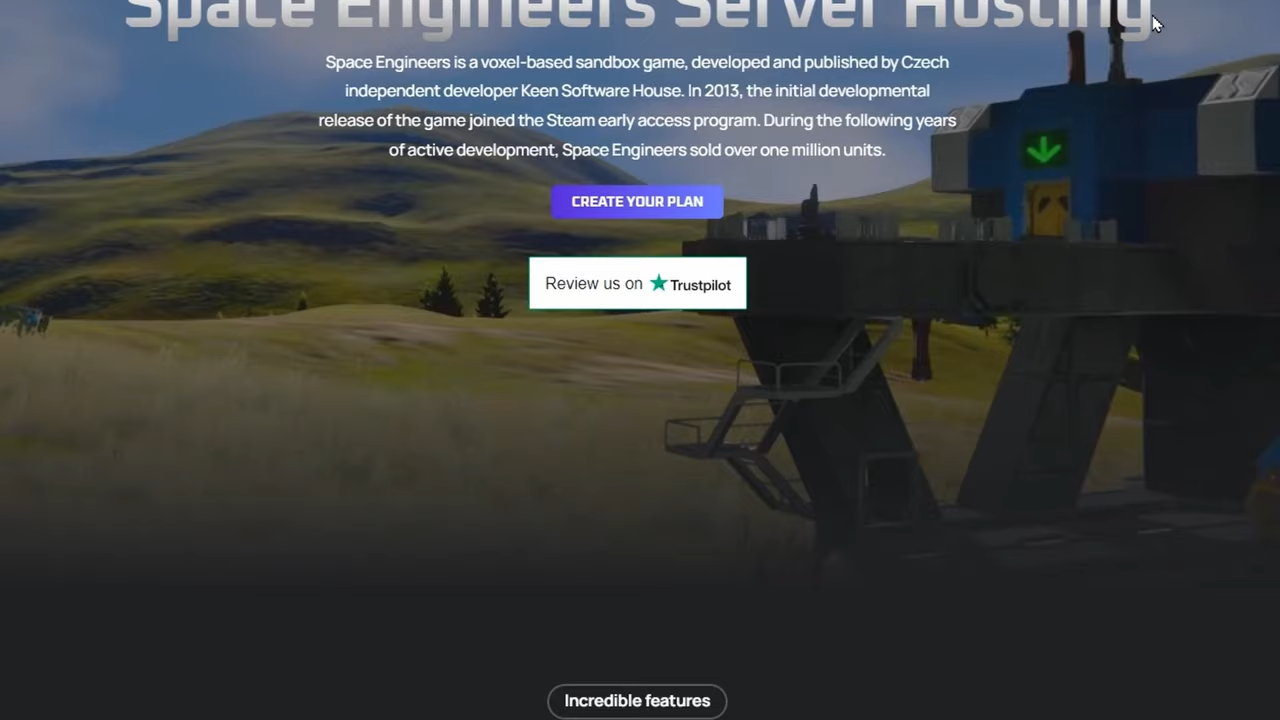 Space Engineers Server Hosting
Space Engineers is a voxel-based sandbox game, developed and published by Czech
independent developer Keen Software House. In 2013, the initial developmental
release of the game joined the Steam early access program. During the following years
of active development, Space Engineers sold over one million units.
CREATE YOUR PLAN
Review us on Trustpilot
Incredible features